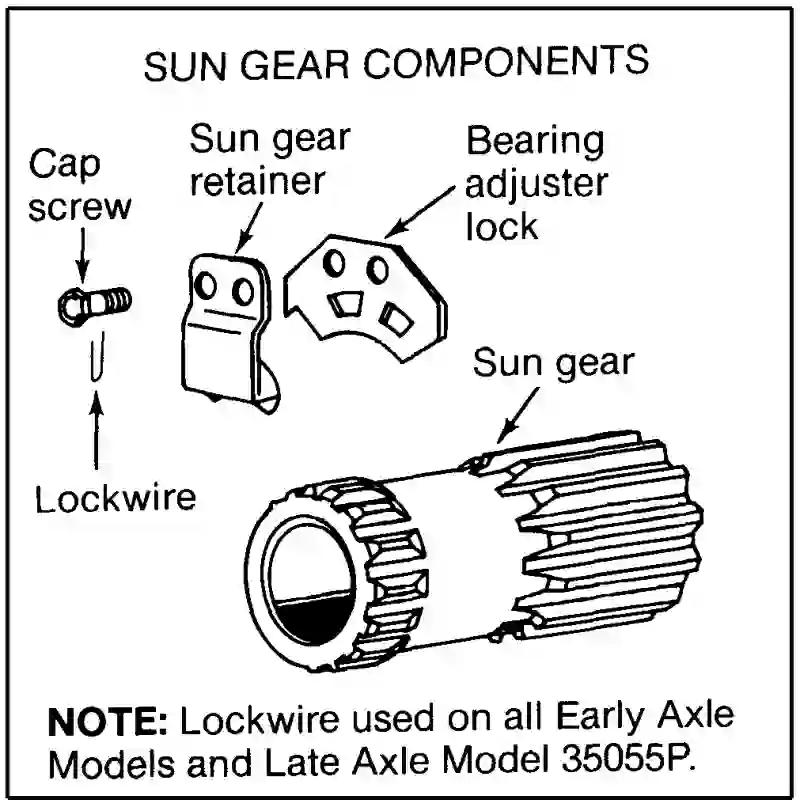 SUN GEAR COMPONENTS
Cap
screw
Sun gear
retainer
Bearing
adjuster
lock
Sun gear
Lockwire
NOTE: Lockwire used on all Early Axle
Models and Late Axle Model 35055P.